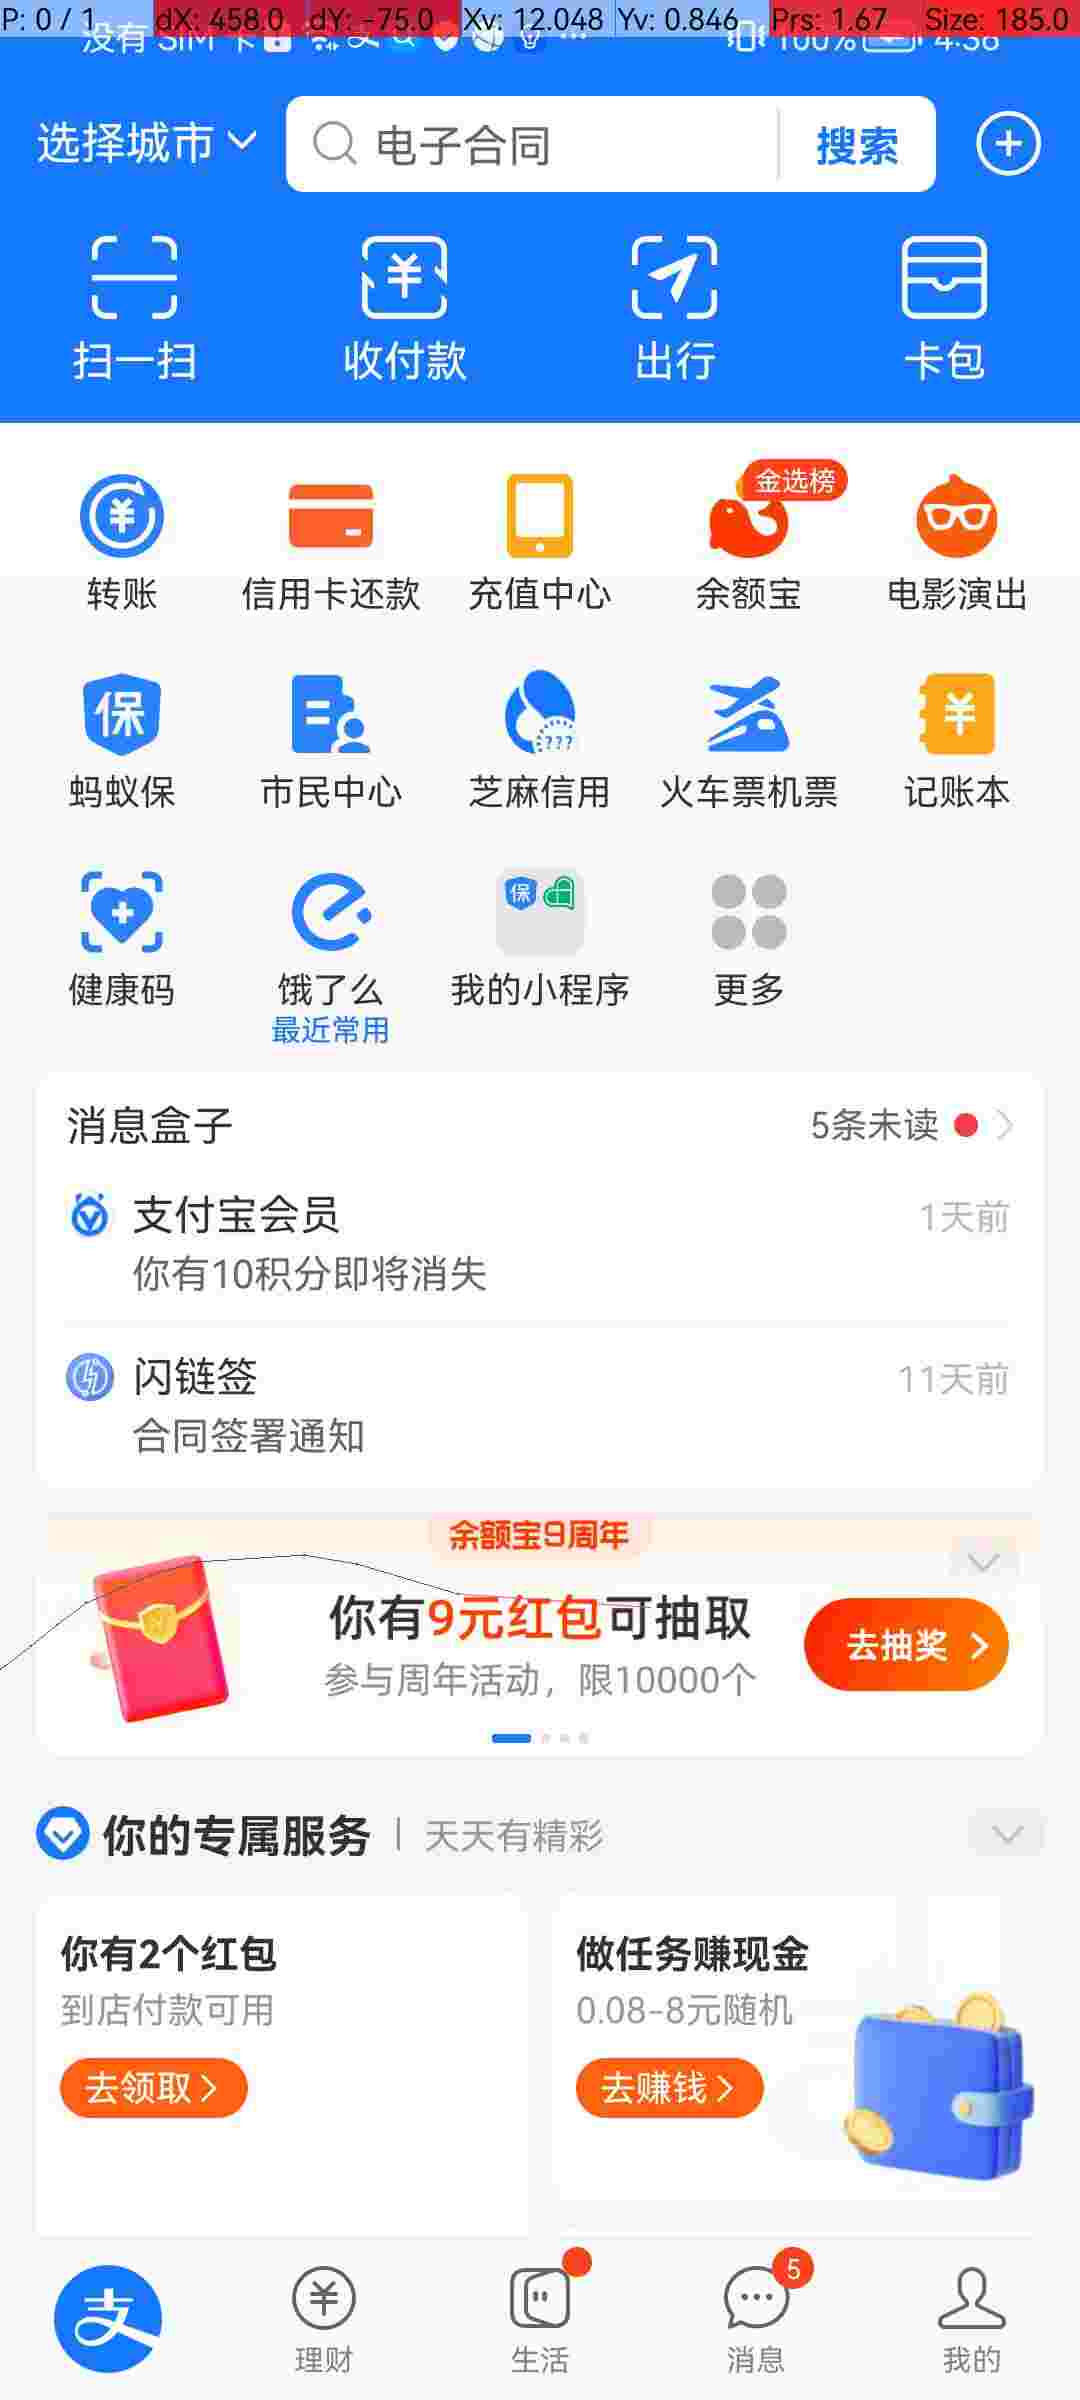 P: 0 / 1 dX: 458.0 dY: -75.0 Xv: 12.048 Yv: 0.846 Prs: 1.67 Size: 185.0
没有 SIM 卡 100% 4:36
选择城市 电子合同 搜索
扫一扫 收付款 出行 卡包
金选榜
转账 信用卡还款 充值中心 余额宝 电影演出
保 ???
蚂蚁保 市民中心 芝麻信用 火车票机票 记账本
保
健康码 饿了么 我的小程序 更多
最近常用
消息盒子 5条未读
支付宝会员 1天前
你有10积分即将消失
闪链签 11天前
合同签署通知
余额宝9周年
你有9元红包可抽取
去抽奖
参与周年活动，限10000个
你的专属服务 天天有精彩
你有2个红包 做任务赚现金
到店付款可用 0.08-8元随机
去领取 去赚钱
5
支 理财 生活 消息 我的